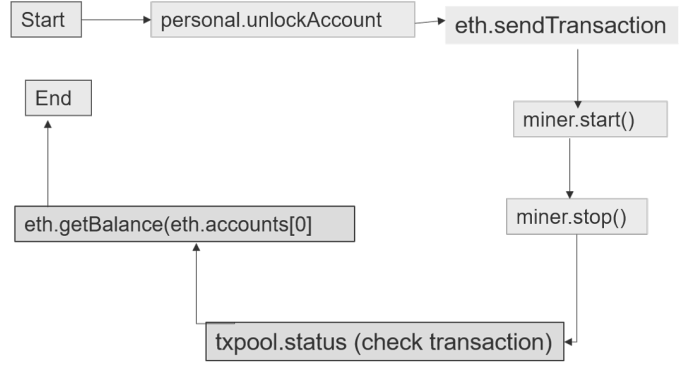 Start
personal.unlockAccount
eth.sendTransaction
miner.start()
miner.stop()
txpool.status (check transaction)
eth.getBalance(eth.accounts[0]
End